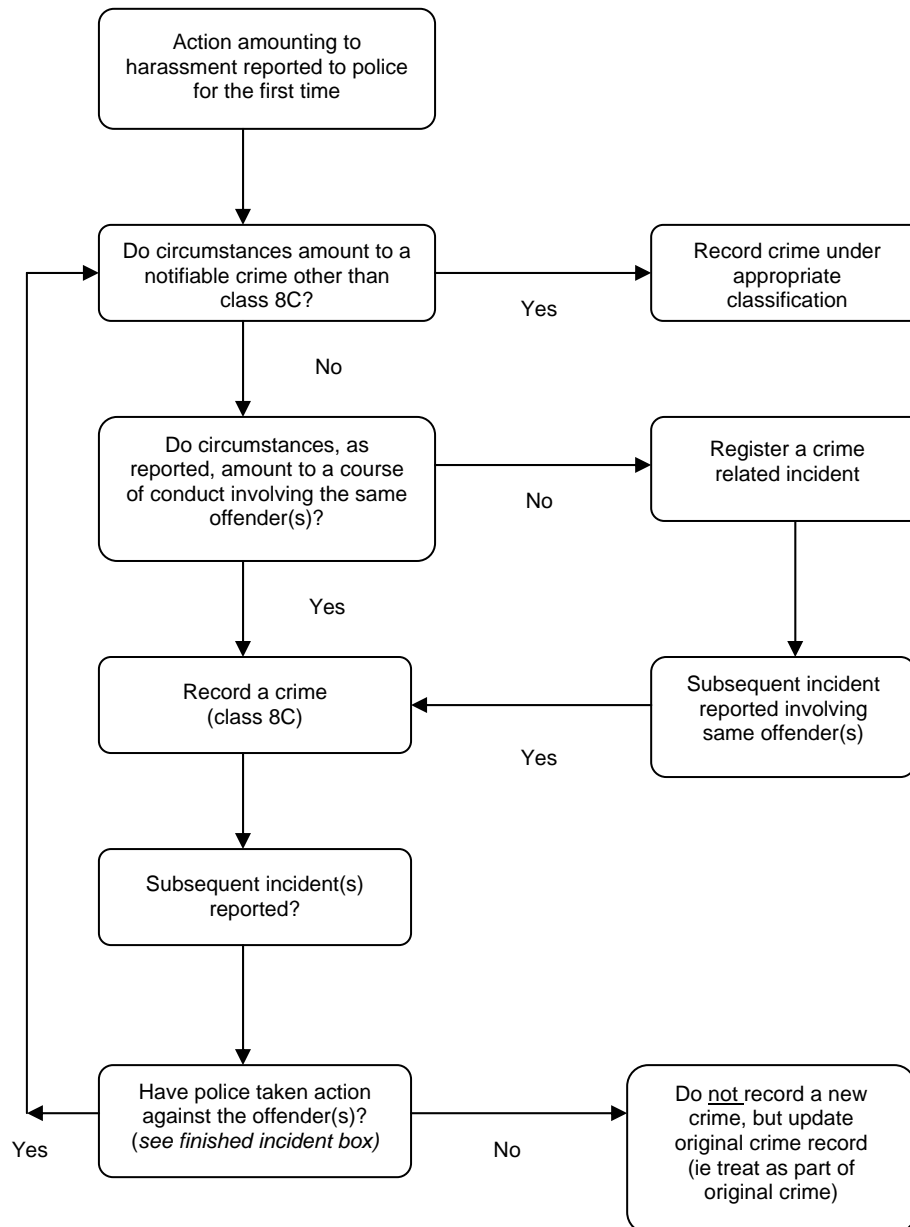 Action amounting to
harassment reported to police
for the first time
Do circumstances amount to a
notifiable crime other than
class 8C?
Yes
Record crime under
appropriate
classification
No
Do circumstances, as
reported, amount to a course
of conduct involving the same
offender(s)?
No
Register a crime
related incident
Yes
Record a crime
(class 8C)
Yes
Subsequent incident
reported involving
same offender(s)
Subsequent incident(s)
reported?
Have police taken action
against the offender(s)?
(see finished incident box)
Yes
No
Do not record a new
crime, but update
original crime record
(ie treat as part of
original crime)